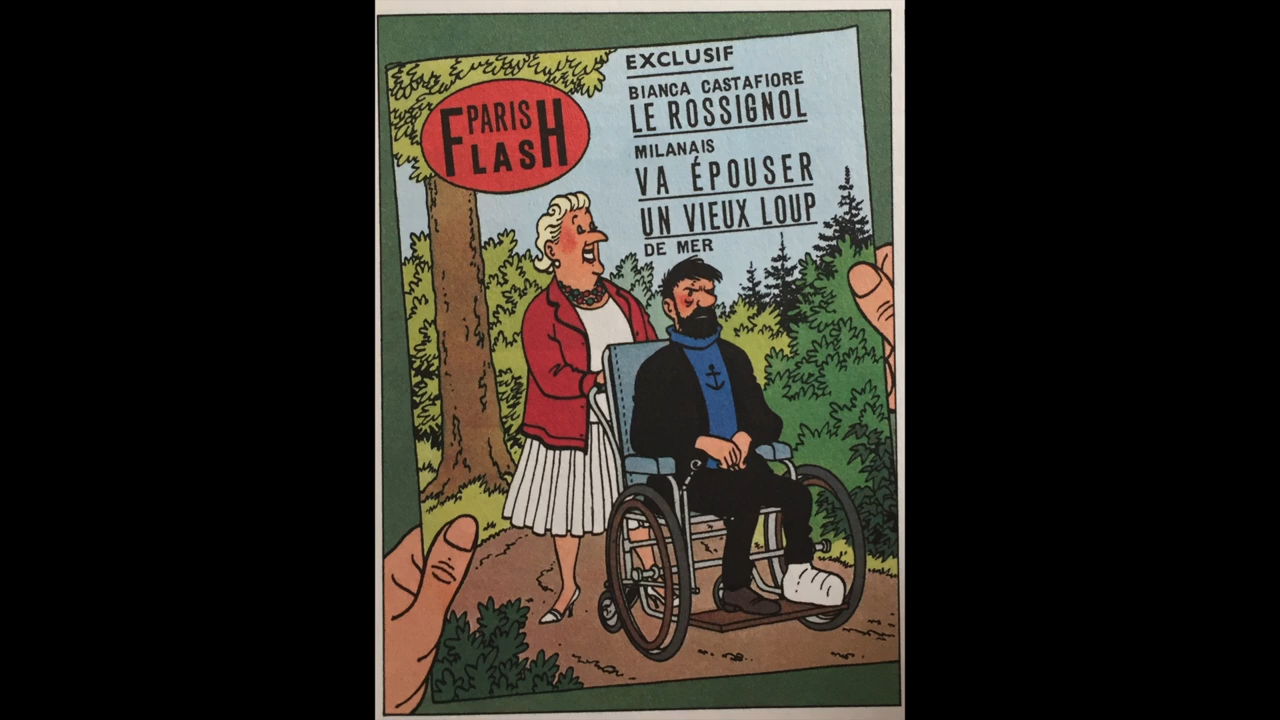 PARIS
FLASH
EXCLUSIF
BIANCA CASTAFIORE
LE ROSSIGNOL
MILANAIS
VA ÉPOUSER
UN VIEUX LOUP
DE MER